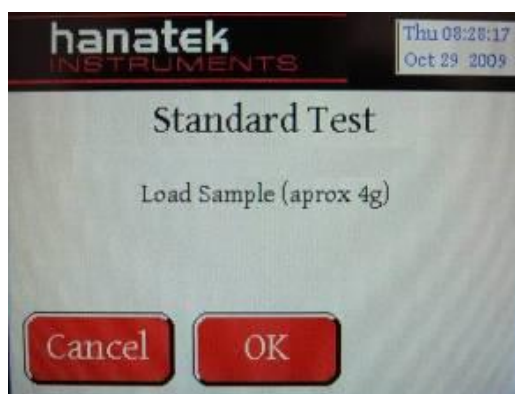 hanatek
INSTRUMENTS
Thu 08:28:17
Oct 29 2009
Standard Test
Load Sample (aprox 4g)
Cancel
OK